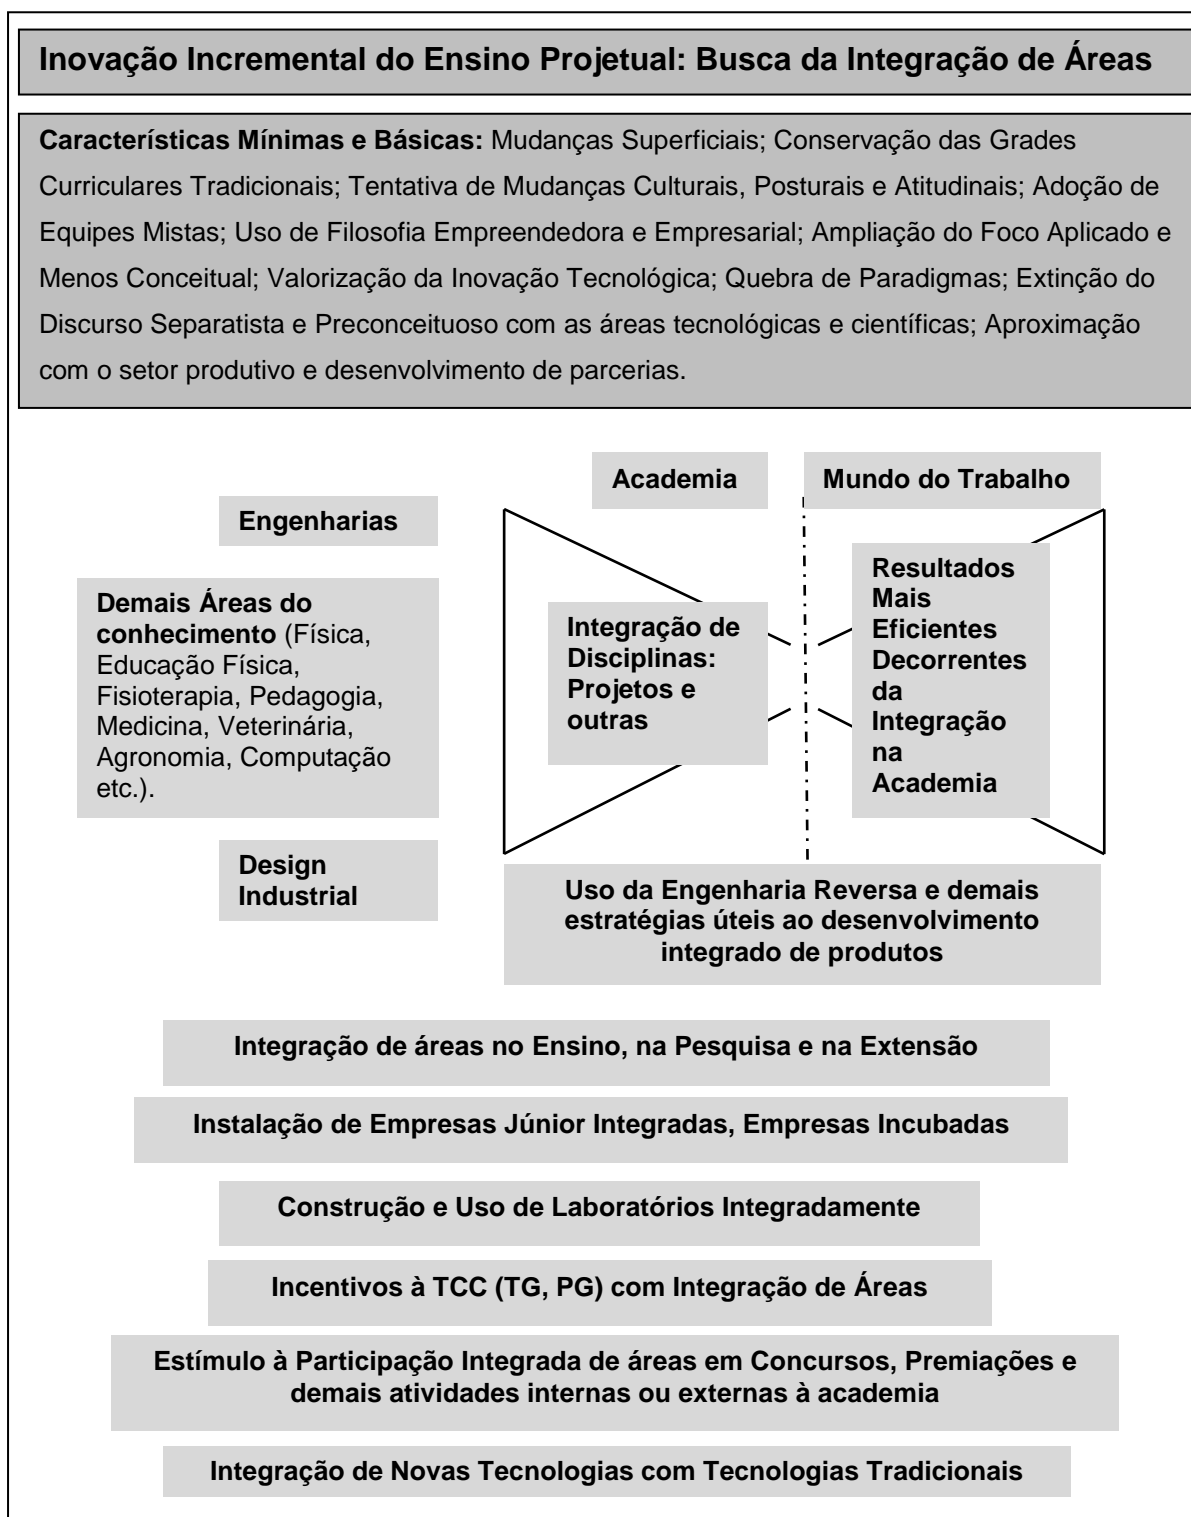 Inovação Incremental do Ensino Projetual: Busca da Integração de Áreas
Características Mínimas e Básicas: Mudanças Superficiais; Conservação das Grades
Curriculares Tradicionais; Tentativa de Mudanças Culturais, Posturais e Atitudinais; Adoção de
Equipes Mistas; Uso de Filosofia Empreendedora e Empresarial; Ampliação do Foco Aplicado e
Menos Conceitual; Valorização da Inovação Tecnológica; Quebra de Paradigmas; Extinção do
Discurso Separatista e Preconceituoso com as áreas tecnológicas e científicas; Aproximação
com o setor produtivo e desenvolvimento de parcerias.
Academia
Mundo do Trabalho
Engenharias
Demais Áreas do
conhecimento (Física,
Educação Física,
Fisioterapia, Pedagogia,
Medicina, Veterinária,
Agronomia, Computação
etc.).
Design
Industrial
Integração de
Disciplinas:
Projetos e
outras
Resultados
Mais
Eficientes
Decorrentes
da
Integração
na
Academia
Uso da Engenharia Reversa e demais
estratégias úteis ao desenvolvimento
integrado de produtos
Integração de áreas no Ensino, na Pesquisa e na Extensão
Instalação de Empresas Júnior Integradas, Empresas Incubadas
Construção e Uso de Laboratórios Integradamente
Incentivos à TCC (TG, PG) com Integração de Áreas
Estímulo à Participação Integrada de áreas em Concursos, Premiações e
demais atividades internas ou externas à academia
Integração de Novas Tecnologias com Tecnologias Tradicionais